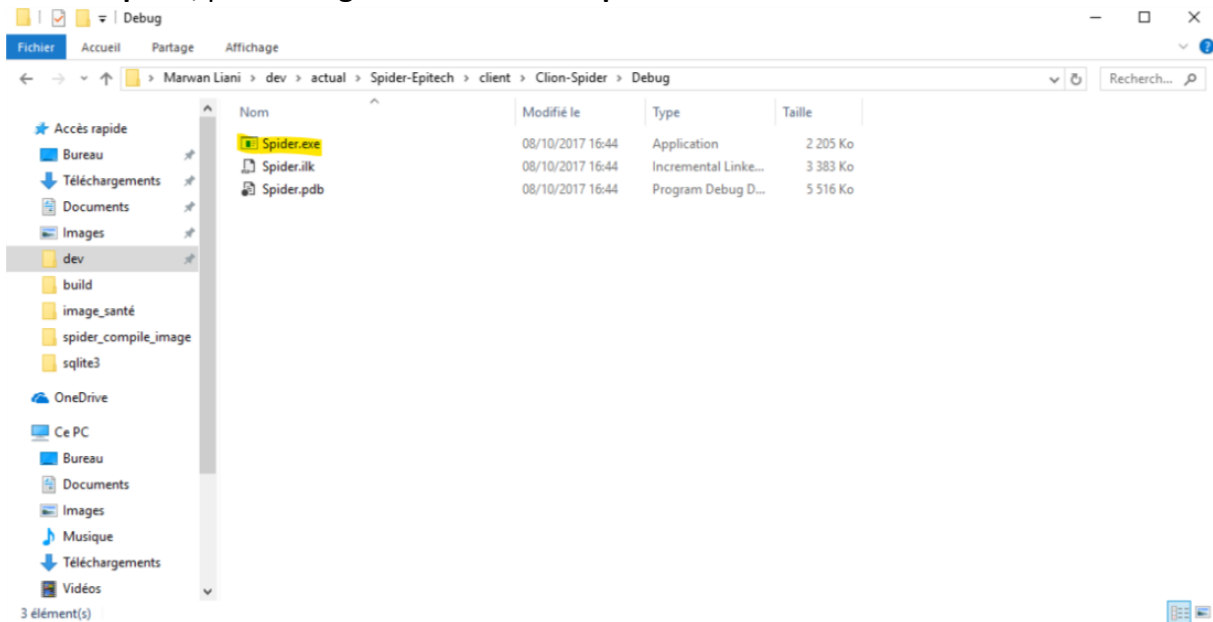 Debug
Fichier Accueil Partage Affichage
Marwan Liani > dev > actual > Spider-Epitech > client > Clion-Spider > Debug Recherch...
Nom Modifié le Type Taille
Accès rapide
Spider.exe 08/10/2017 16:44 Application 2 205 Ko
Bureau
Spider.ilk 08/10/2017 16:44 Incremental Linke... 3 383 Ko
Téléchargements
Spider.pdb 08/10/2017 16:44 Program Debug D... 5 516 Ko
Documents
Images
dev
build
image_santé
spider_compile_image
sqlite3
OneDrive
Ce PC
Bureau
Documents
Images
Musique
Téléchargements
Vidéos
3 élément(s)